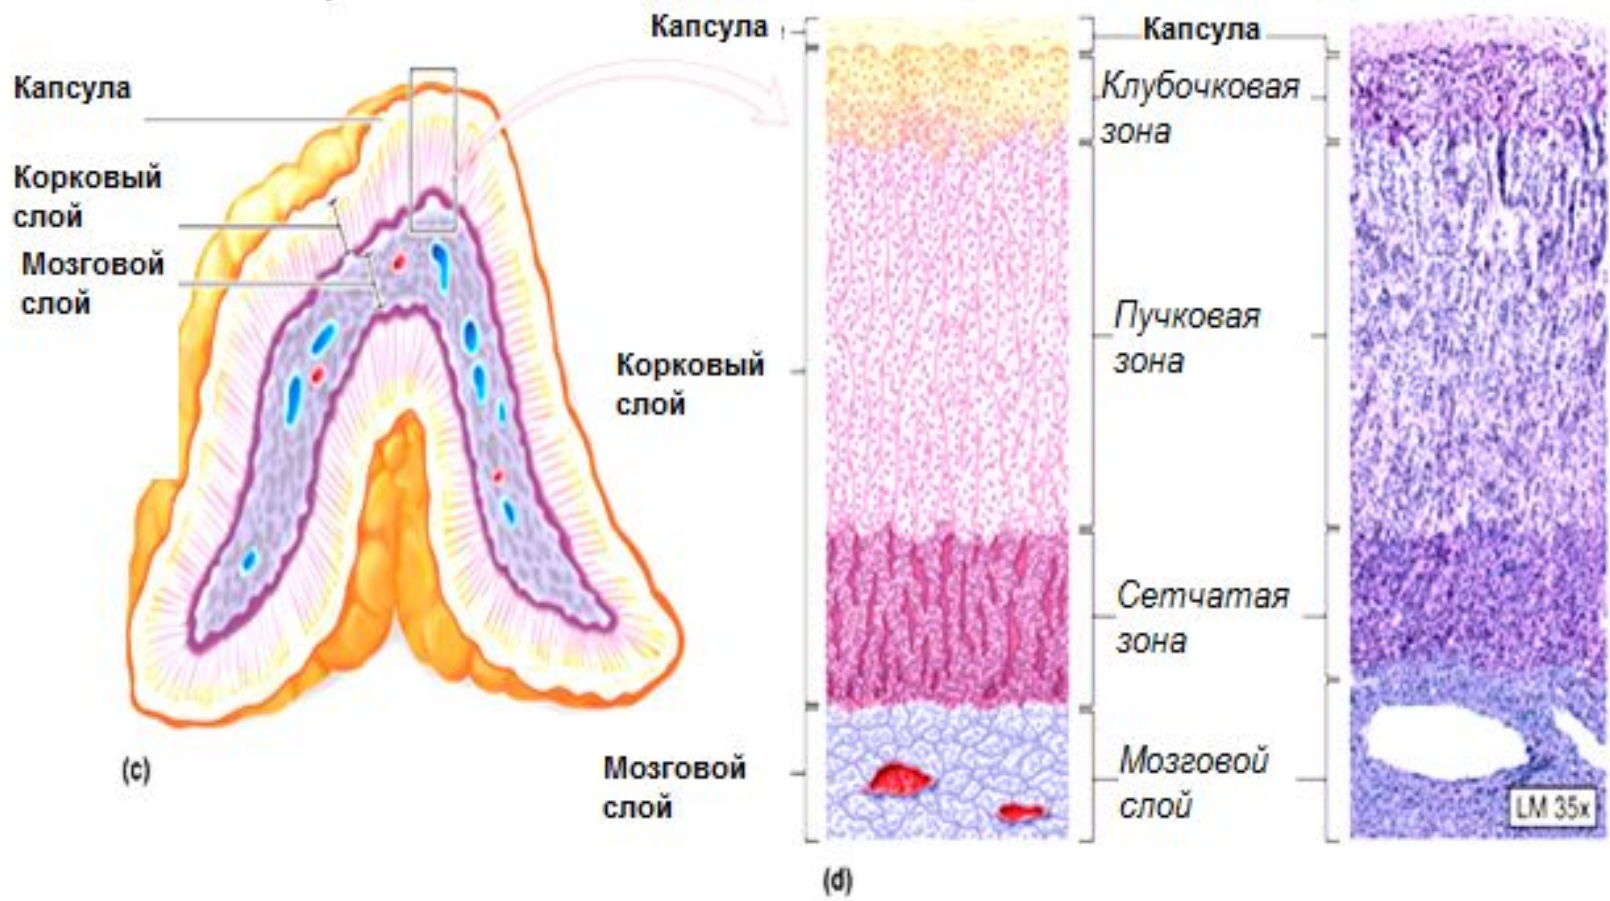 Капсула
Корковый
слой
Мозговой
слой
(c)
Капсула
Корковый
слой
Мозговой
слой
Капсула
Клубочковая
зона
Пучковая
зона
Сетчатая
зона
Мозговой
слой
LM 35x
(d)